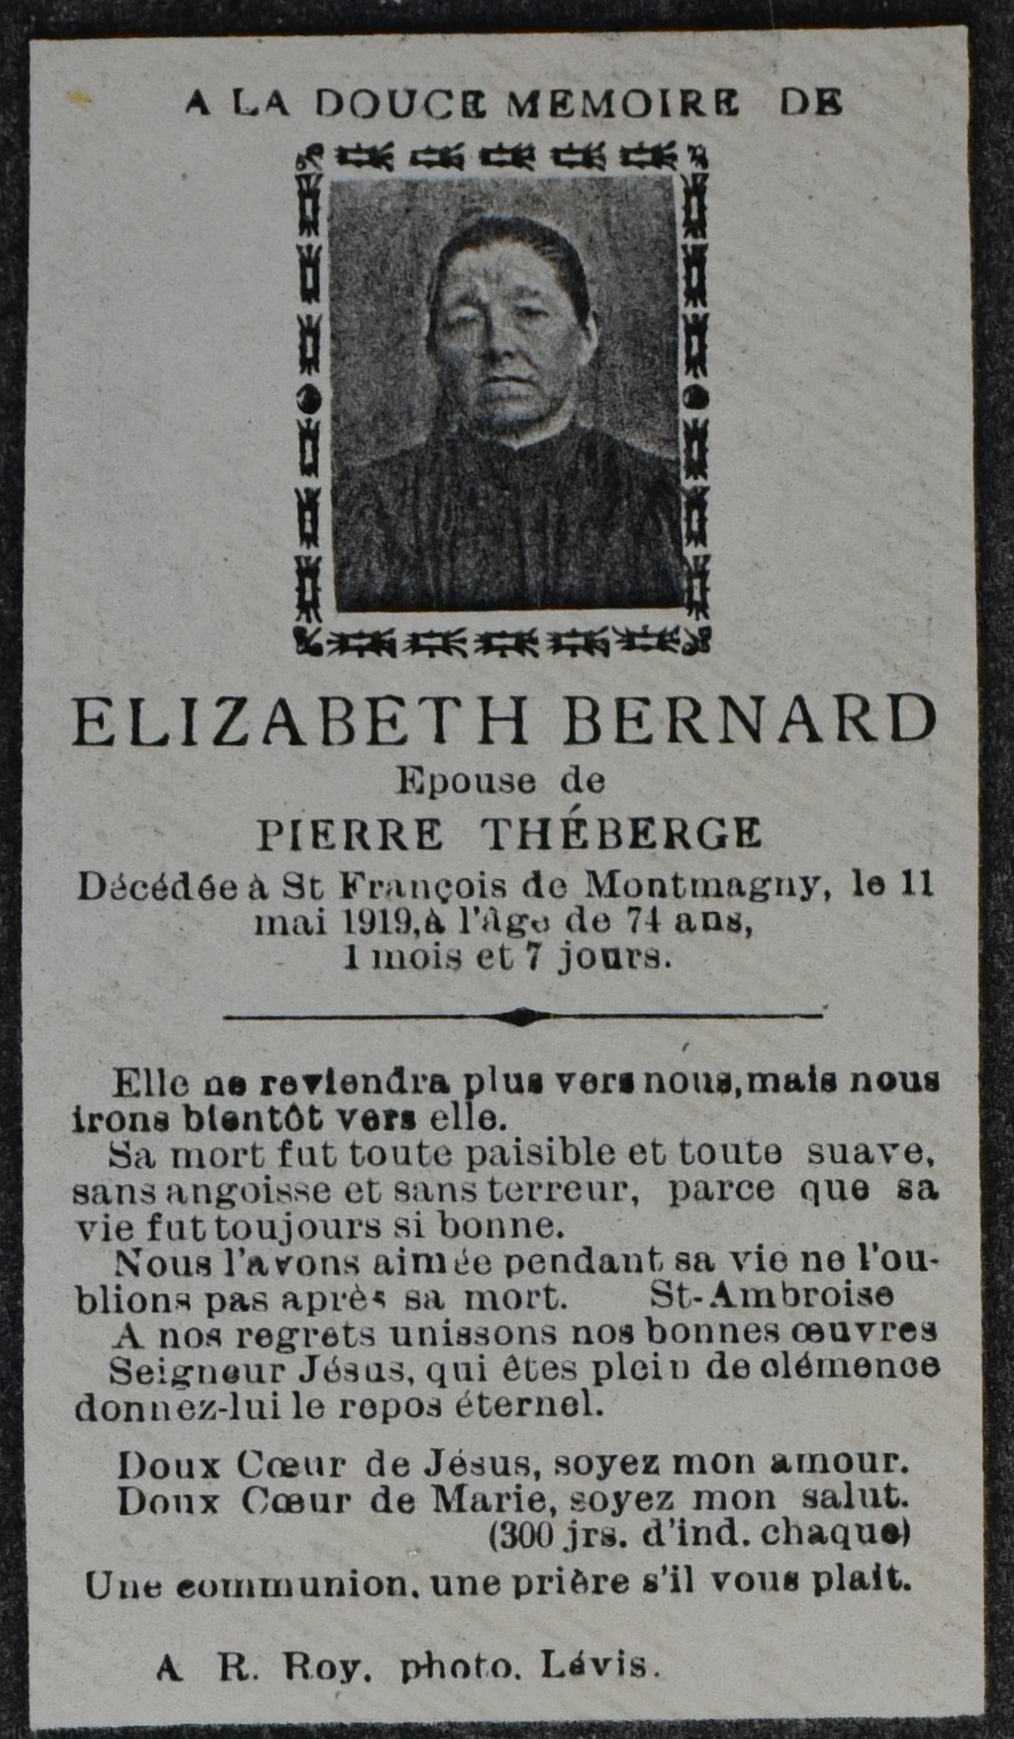 A LA DOUCE MEMOIRE DE
ELIZABETH BERNARD
Epouse de
PIERRE THÉBERGE
Décédée à St François de Montmagny, le 11
mai 1919, à l'âge de 74 ans,
1 mois et 7 jours.
Elle ne reviendra plus vers nous, mais nous
irons bientôt vers elle.
Sa mort fut toute paisible et toute suave,
sans angoisse et sans terreur, parce que sa
vie fut toujours si bonne.
Nous l'avons aimée pendant sa vie ne l'ou-
blions pas après sa mort. St-Ambroise
A nos regrets unissons nos bonnes œuvres
Seigneur Jésus, qui êtes plein de clémence
donnez-lui le repos éternel.
Doux Cœur de Jésus, soyez mon amour.
Doux Cœur de Marie, soyez mon salut.
(300 jrs. d'ind. chaque)
Une communion, une prière s'il vous plait.
A R. Roy, photo. Lévis.